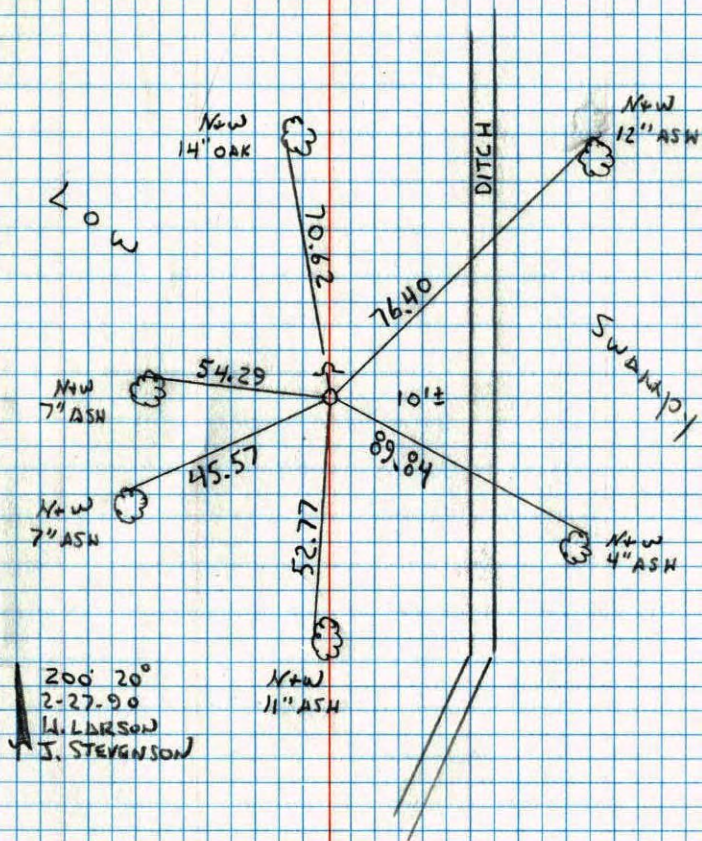 N+W
14" OAK
DITCH
N+W
12" ASH
LOW
70.62
76.40
Swampy
54.29
N+W
7" ASH
10'±
45.57
89.84
N+W
7" ASH
52.77
N+W
4" ASH
N+W
11" ASH
200' 20°
2-27-90
W. LARSON
J. STEVENSON